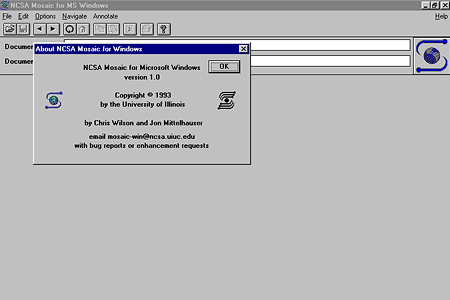 NCSA Mosaic for MS Windows
File Edit Options Navigate Annotate Help
Docume
Docume
About NCSA Mosaic for Windows
NCSA Mosaic for Microsoft Windows
version 1.0
OK
Copyright © 1993
by the University of Illinois
by Chris Wilson and Jon Mittelhauser
email mosaic-win@ncsa.uiuc.edu
with bug reports or enhancement requests